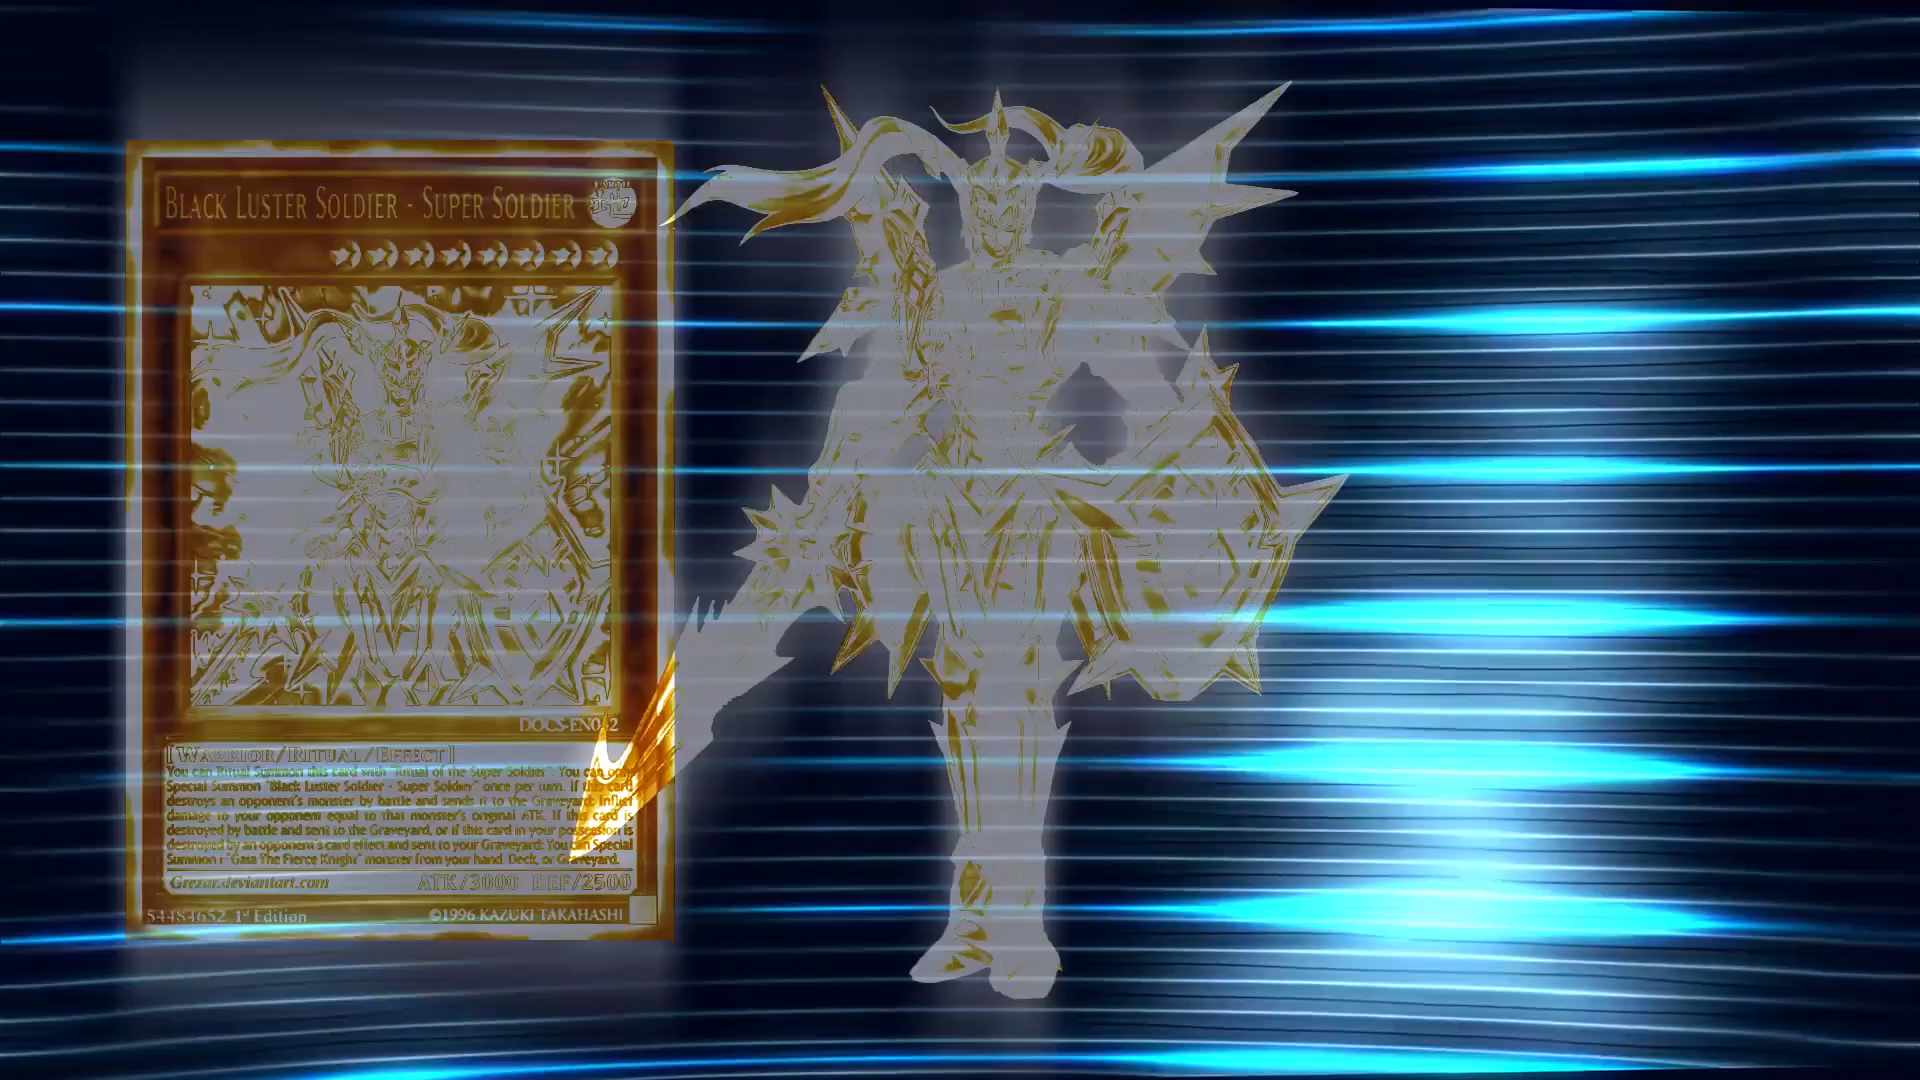 BLACK LUSTER SOLDIER - SUPER SOLDIER
DOCS-EN042
[WARRIOR/RITUAL/EFFECT]
You can Ritual Summon this card with "Ritual of the Super Soldier". You can only
Special Summon "Black Luster Soldier - Super Soldier" once per turn. If this card
destroys an opponent's monster by battle and sends it to the Graveyard: Inflict
damage to your opponent equal to that monster's original ATK. If this card is
destroyed by battle and sent to the Graveyard, or if this card in your possession is
destroyed by an opponent's card effect and sent to your Graveyard: You can Special
Summon 1 "Gaia The Fierce Knight" monster from your hand, Deck, or Graveyard.
Grezar.deviantart.com
ATK/3000 DEF/2500
54484652 1st Edition
©1996 KAZUKI TAKAHASHI